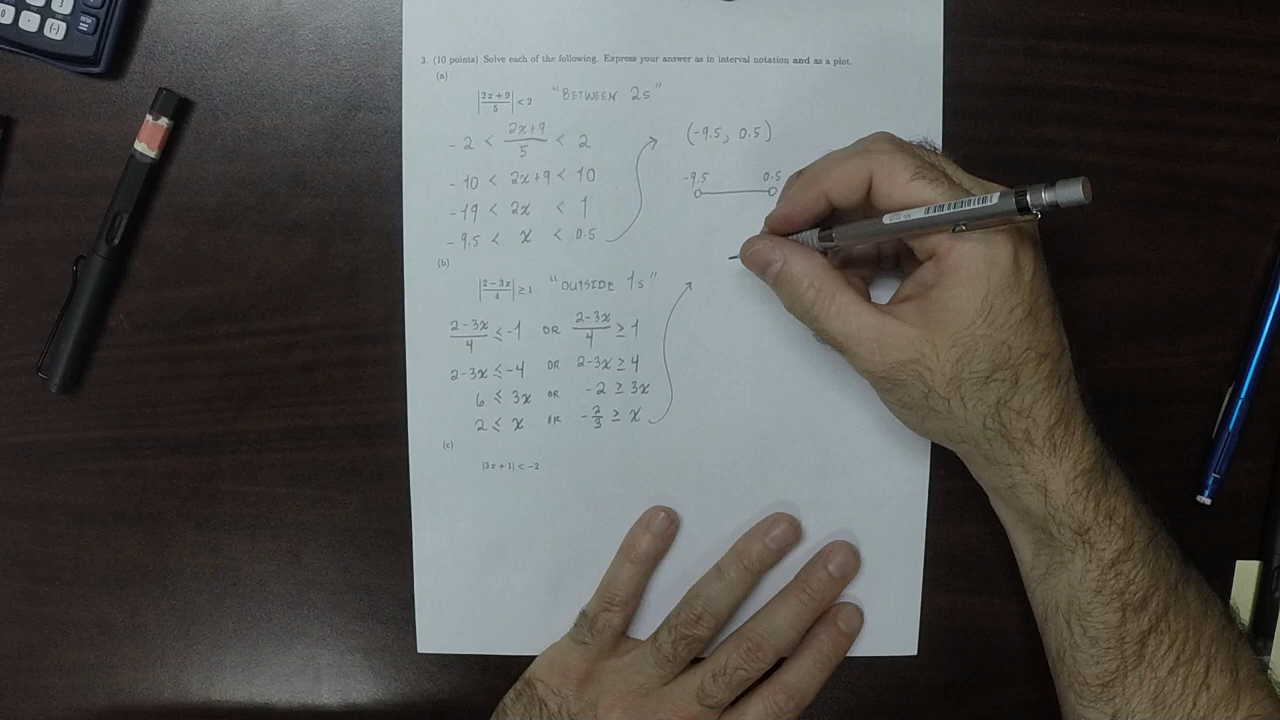 3. (10 points) Solve each of the following. Express your answer as in interval notation and as a plot.
(a)
|2x+9/5| < 2 "BETWEEN 2s"
-2 < 2x+9/5 < 2
-10 < 2x+9 < 10
-19 < 2x < 1
-9.5 < x < 0.5
(-9.5, 0.5)
-9.5 0.5
(b)
|2-3x/4| ≥ 1 "OUTSIDE 1s"
2-3x/4 ≤ -1 OR 2-3x/4 ≥ 1
2-3x ≤ -4 OR 2-3x ≥ 4
6 ≤ 3x OR -2 ≥ 3x
2 ≤ x OR -2/3 ≥ x
(c)
|3x+1| < -2